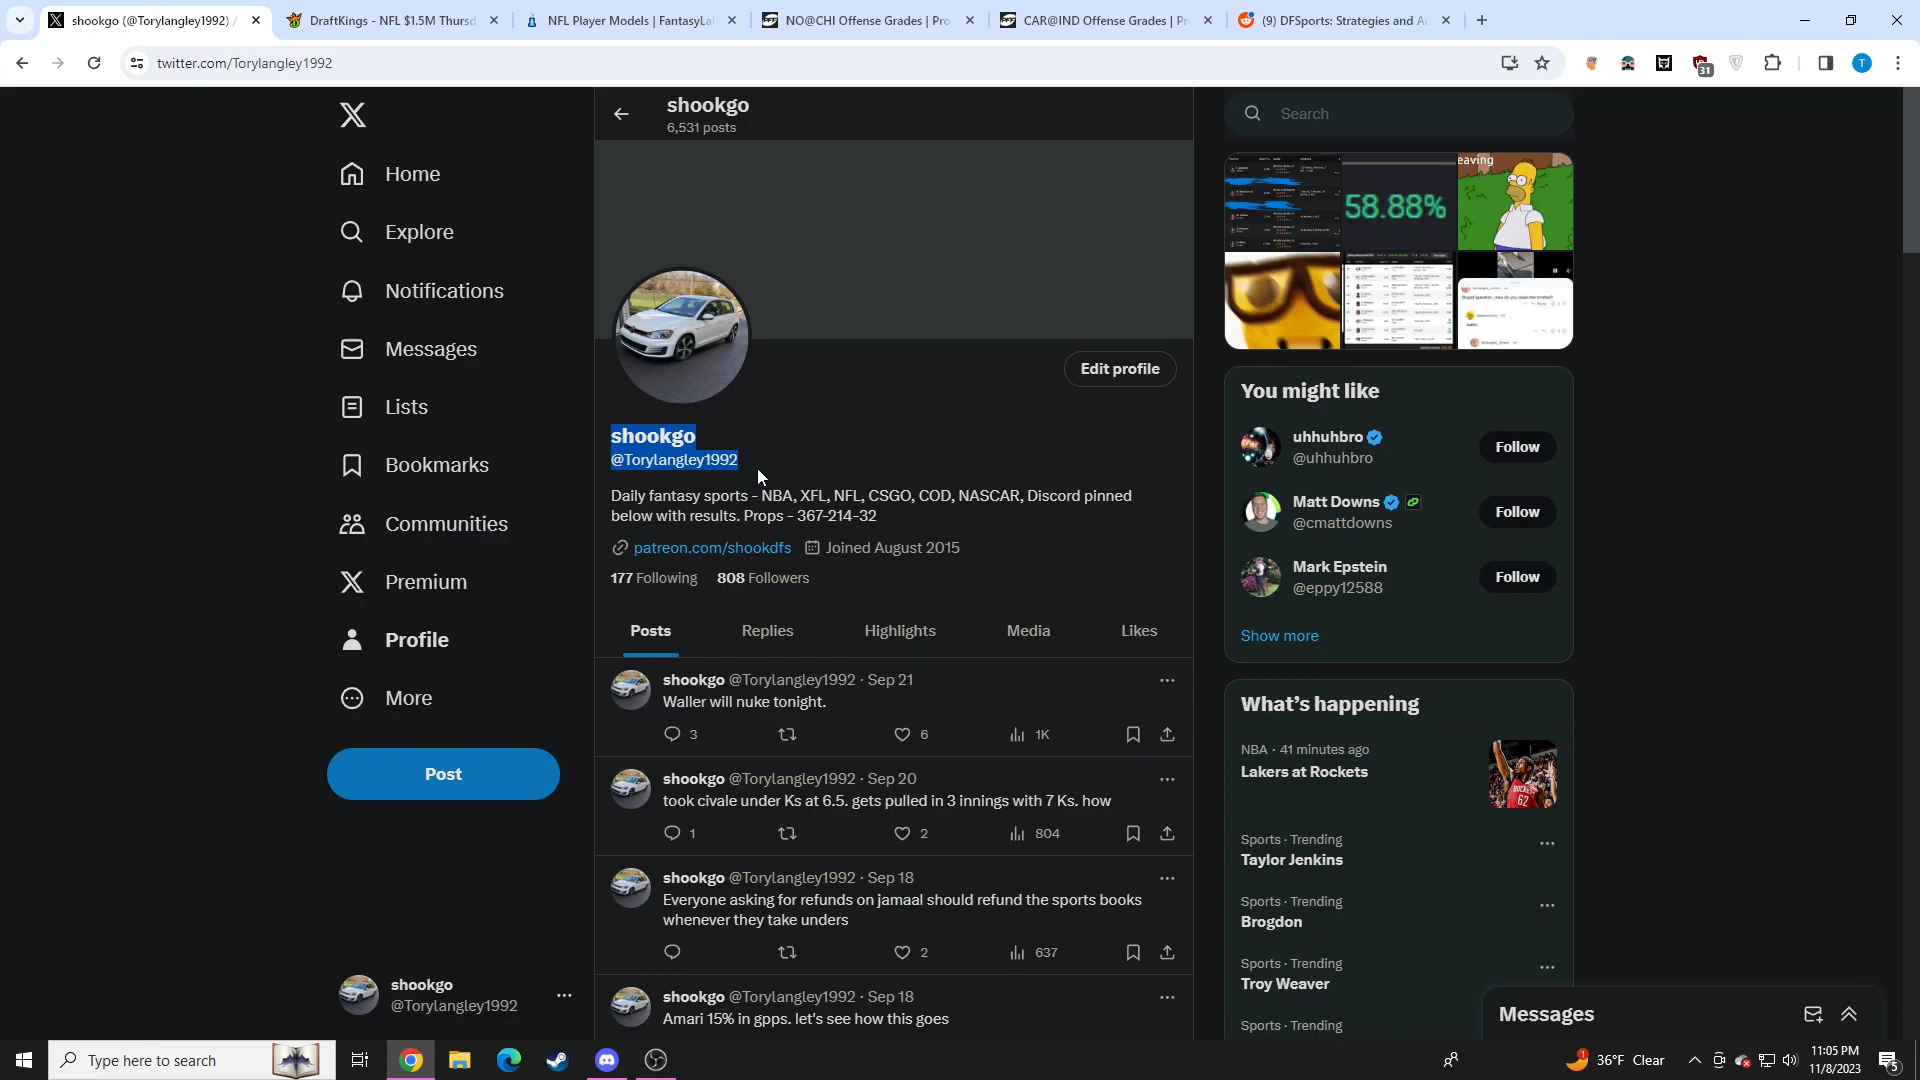 shookgo (@Torylangley1992) /
DraftKings - NFL $1.5M Thursd
NFL Player Models | FantasyLa
NO@CHI Offense Grades | Pro
CAR@IND Offense Grades | Pr
(9) DFSports: Strategies and A
twitter.com/Torylangley1992
31
T
shookgo
6,531 posts
Search
Home
Explore
Notifications
Messages
Lists
Bookmarks
Communities
Premium
Profile
More
Post
shookgo
@Torylangley1992
Edit profile
shookgo
@Torylangley1992
Daily fantasy sports - NBA, XFL, NFL, CSGO, COD, NASCAR, Discord pinned
below with results. Props - 367-214-32
patreon.com/shookdfs Joined August 2015
177 Following 808 Followers
Posts Replies Highlights Media Likes
shookgo @Torylangley1992 · Sep 21
Waller will nuke tonight.
3 6 1K
shookgo @Torylangley1992 · Sep 20
took civale under Ks at 6.5. gets pulled in 3 innings with 7 Ks. how
1 2 804
shookgo @Torylangley1992 · Sep 18
Everyone asking for refunds on jamaal should refund the sports books
whenever they take unders
2 637
shookgo @Torylangley1992 · Sep 18
Amari 15% in gpps. let's see how this goes
58.88%
eaving
You might like
uhhuhbro
@uhhuhbro
Follow
Matt Downs
@cmattdowns
Follow
Mark Epstein
@eppy12588
Follow
Show more
What's happening
NBA · 41 minutes ago
Lakers at Rockets
Sports · Trending
Taylor Jenkins
Sports · Trending
Brogdon
Sports · Trending
Troy Weaver
Sports · Trending
Messages
Type here to search
1
36°F Clear
11:05 PM
11/8/2023
5